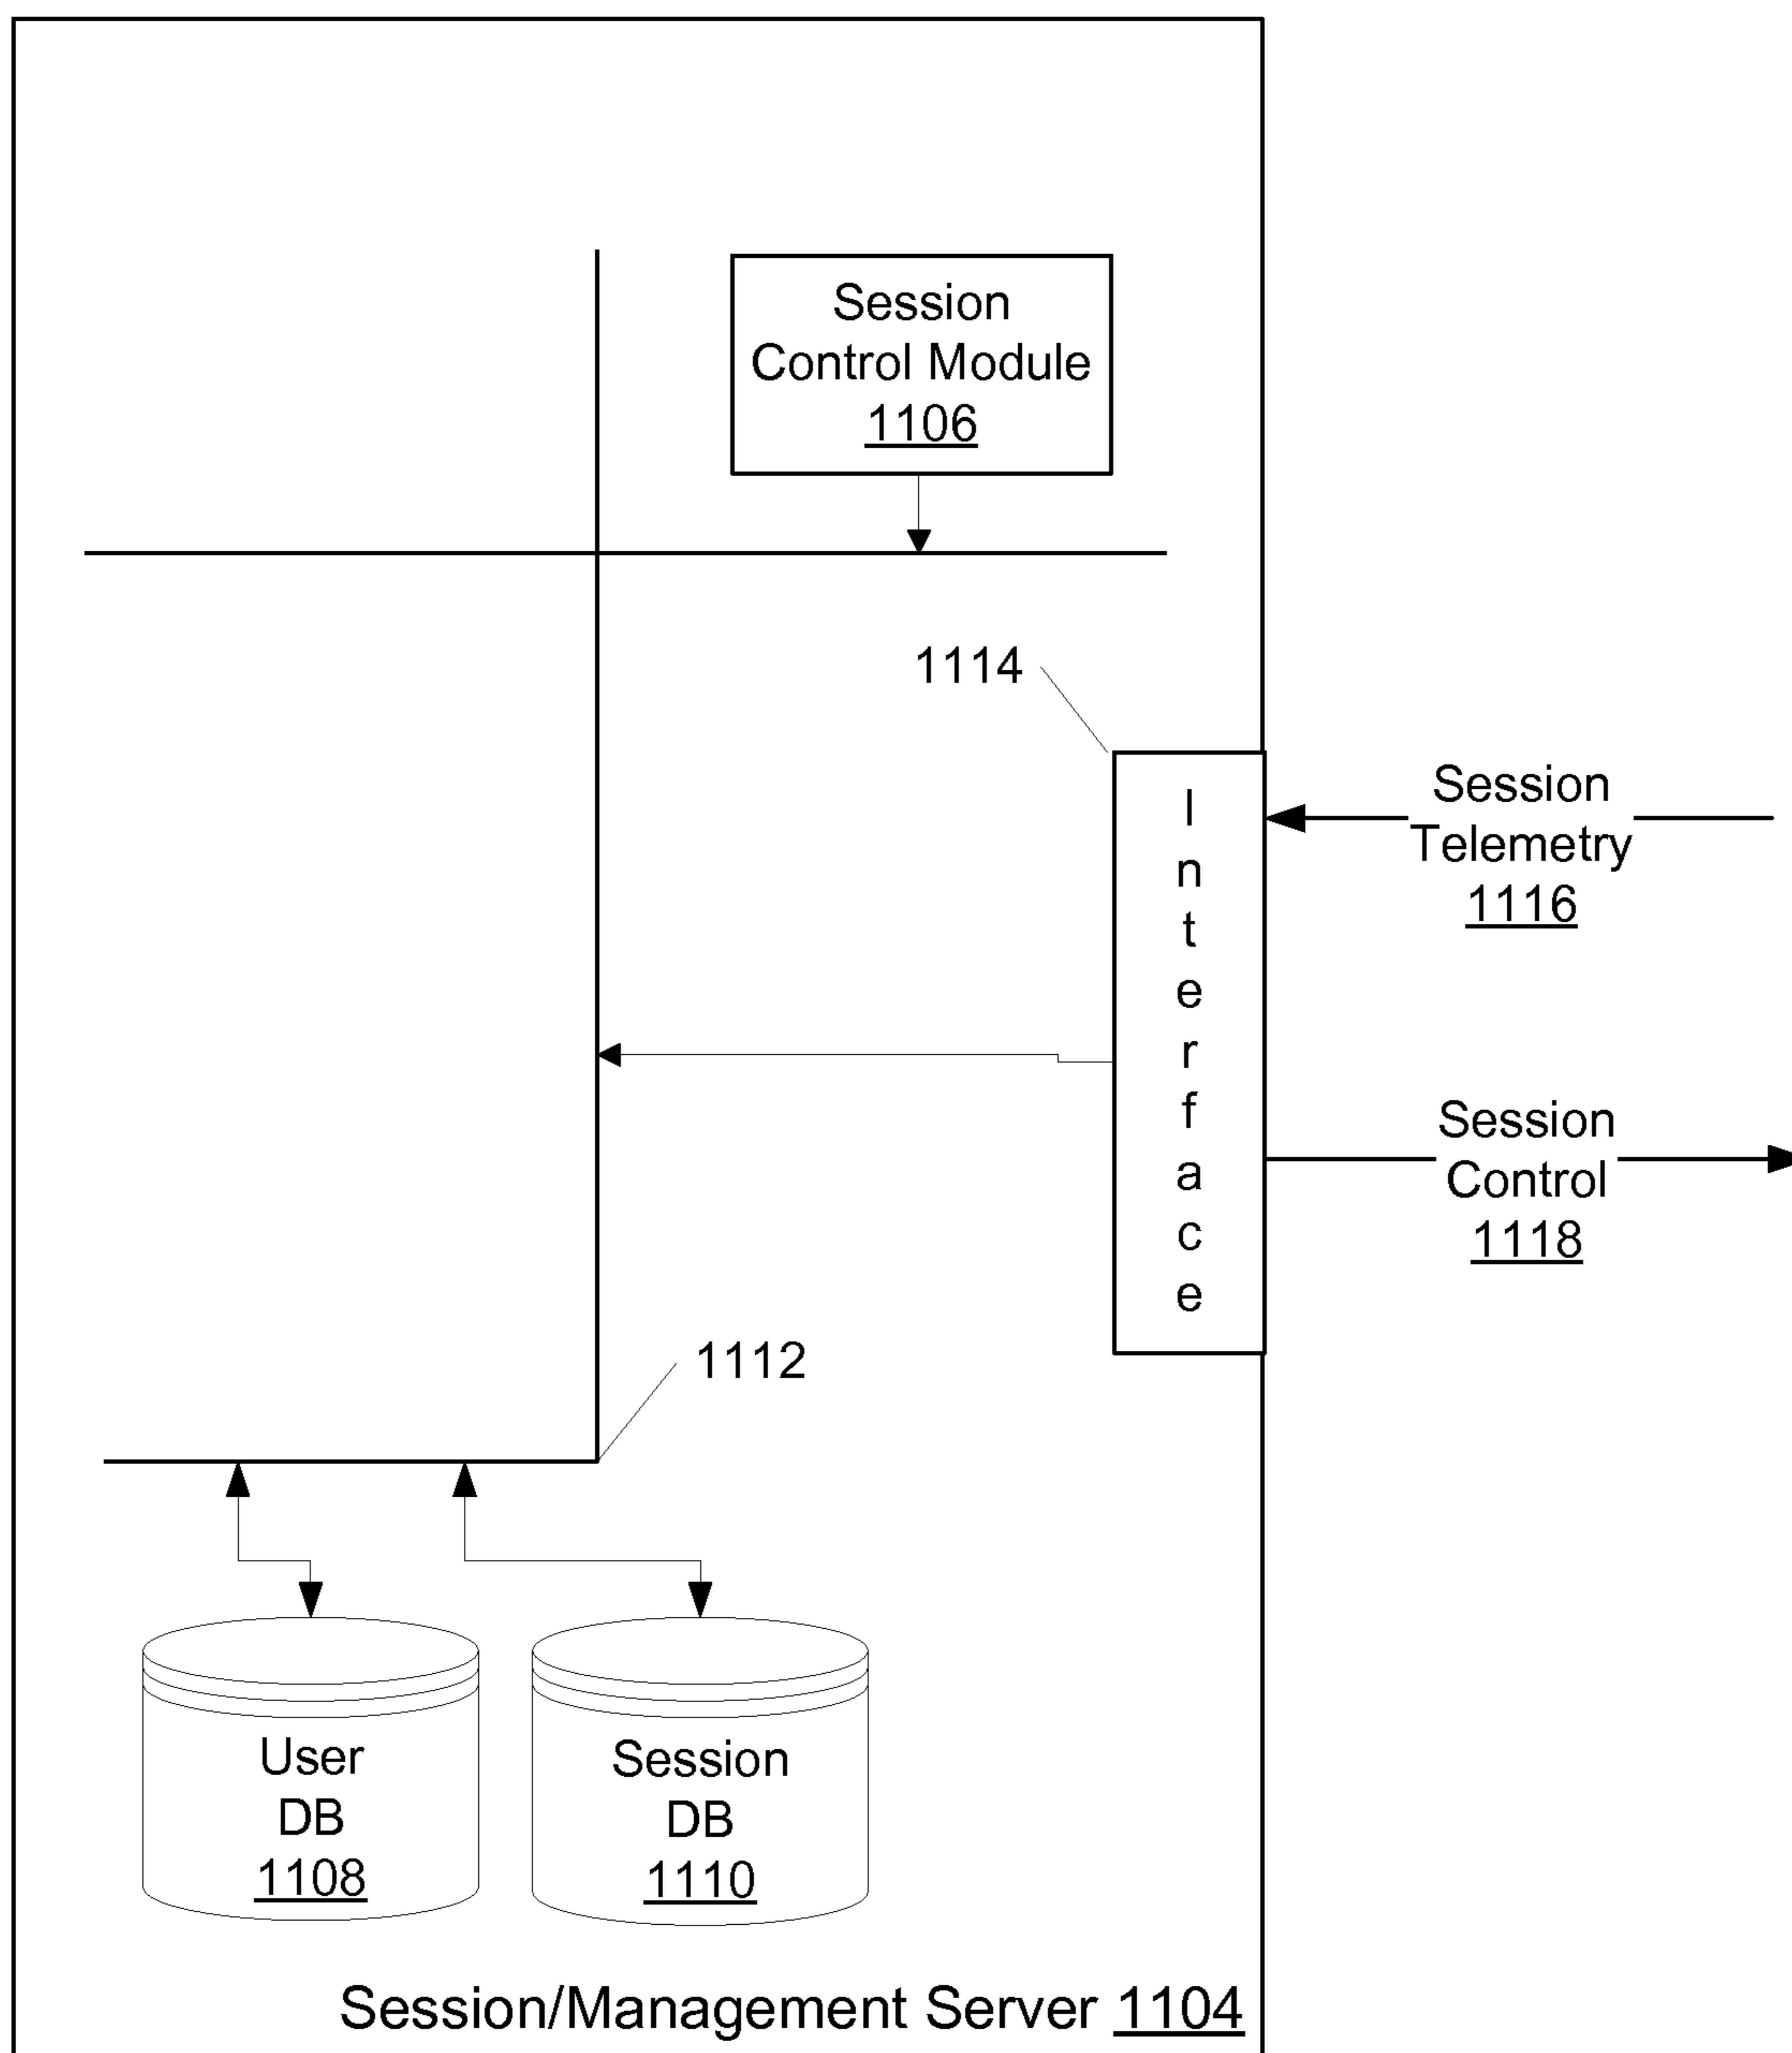 Session
Control Module
1106
1114
Interface
Session
Telemetry
1116
Session
Control
1118
1112
User
DB
1108
Session
DB
1110
Session/Management Server 1104